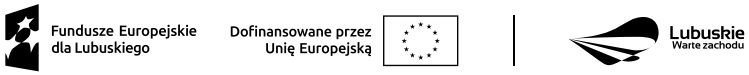 Fundusze Europejskie
dla Lubuskiego
Dofinansowane przez
Unię Europejską
Lubuskie
Warte zachodu